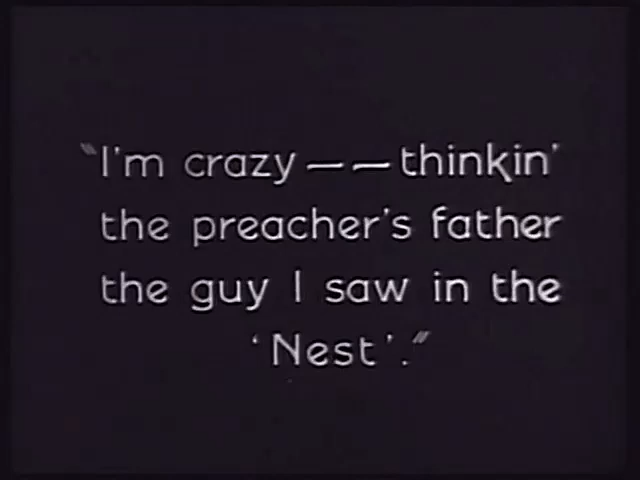 "I'm crazy — — thinkin'
the preacher's father
the guy I saw in the
'Nest'."